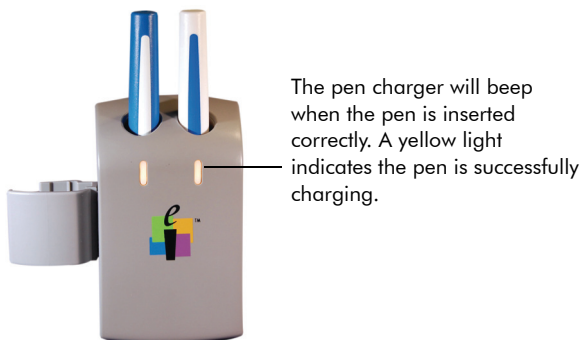 The pen charger will beep
when the pen is inserted
correctly. A yellow light
indicates the pen is successfully
charging.
e
I™